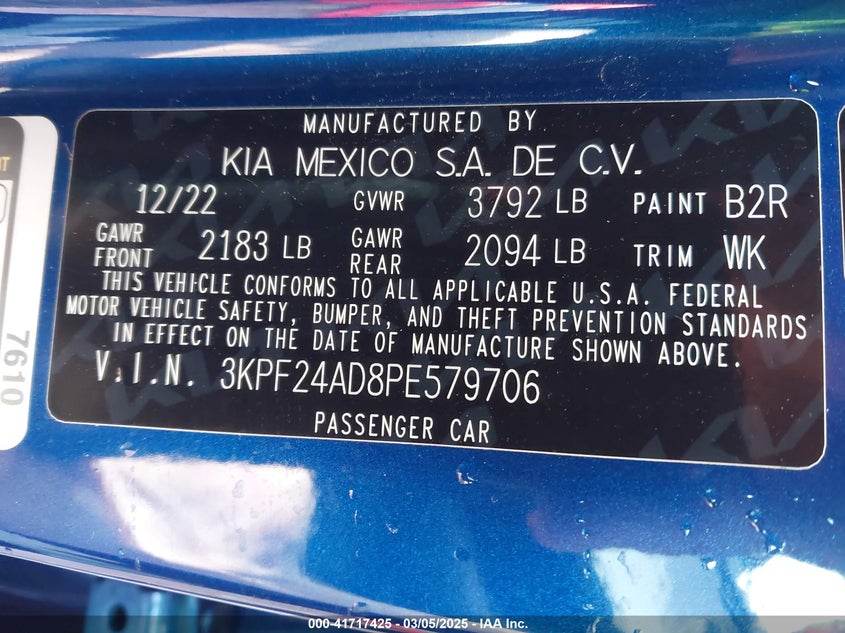 MANUFACTURED BY
KIA MEXICO S.A. DE C.V.
12/22 GVWR 3792 LB PAINT B2R
GAWR FRONT 2183 LB GAWR REAR 2094 LB TRIM WK
THIS VEHICLE CONFORMS TO ALL APPLICABLE U.S.A. FEDERAL
MOTOR VEHICLE SAFETY, BUMPER, AND THEFT PREVENTION STANDARDS
IN EFFECT ON THE DATE OF MANUFACTURE SHOWN ABOVE.
V.I.N. 3KPF24AD8PE579706
PASSENGER CAR
7610
000-41717425 - 03/05/2025 - IAA Inc.